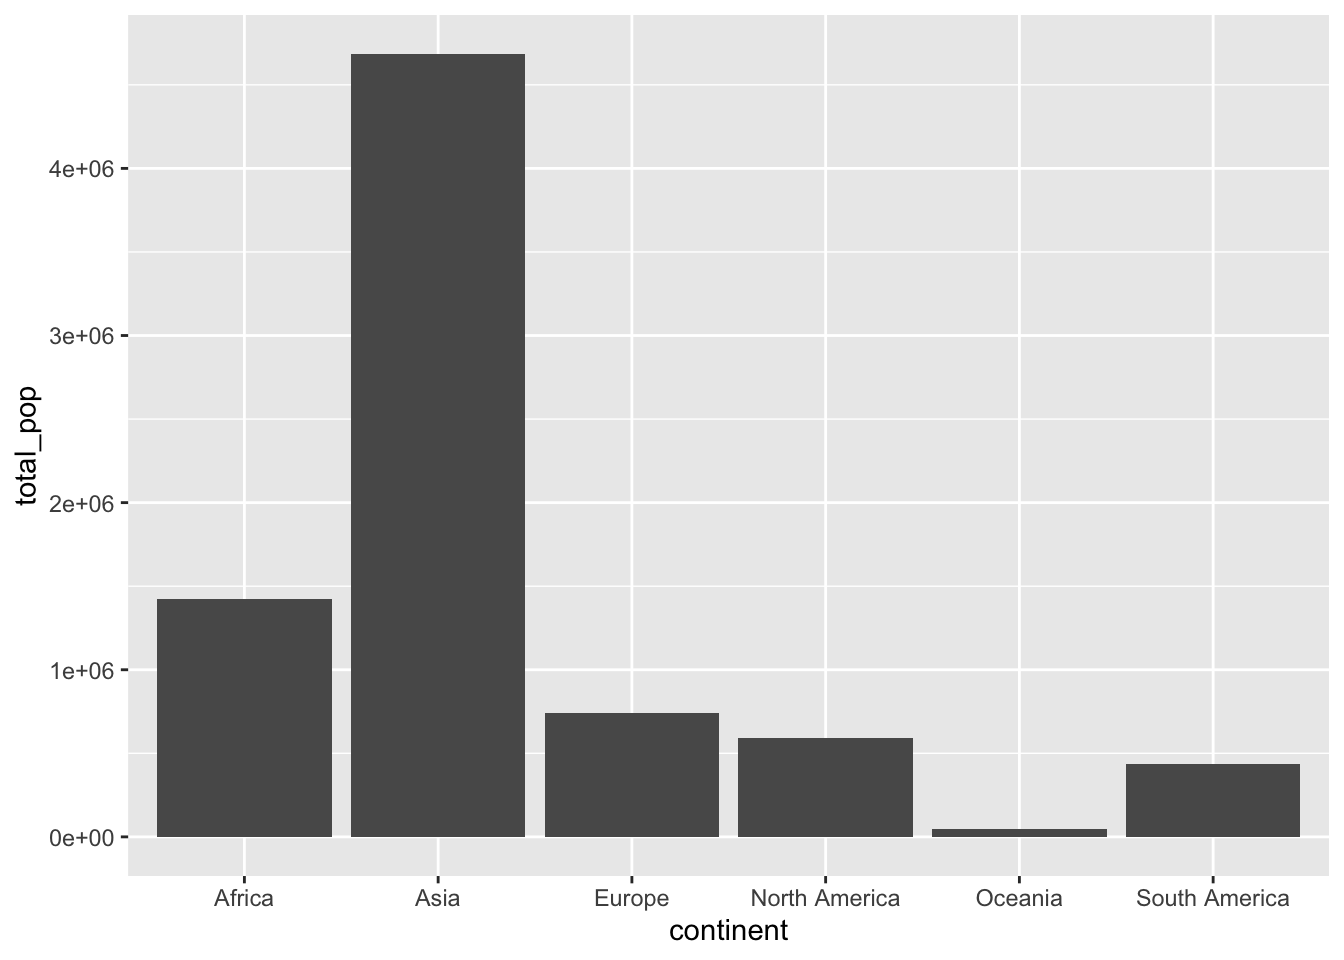 total_pop
4e+06
3e+06
2e+06
1e+06
0e+00
Africa Asia Europe North America Oceania South America
continent